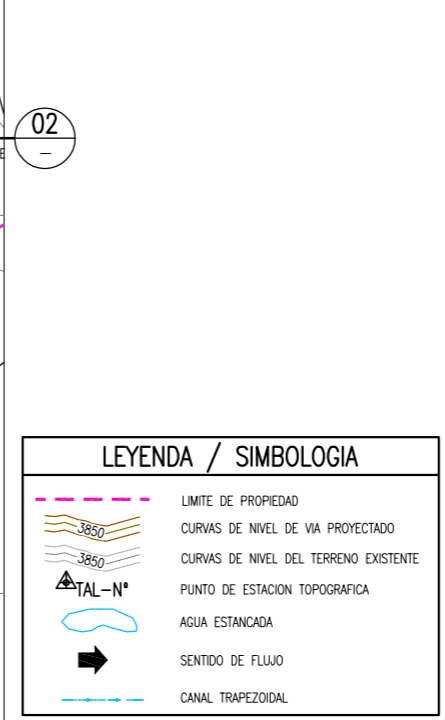 02
–
E
LEYENDA / SIMBOLOGIA
LIMITE DE PROPIEDAD
3850 CURVAS DE NIVEL DE VIA PROYECTADO
3850 CURVAS DE NIVEL DEL TERRENO EXISTENTE
TAL-Nº PUNTO DE ESTACION TOPOGRAFICA
AGUA ESTANCADA
SENTIDO DE FLUJO
CANAL TRAPEZOIDAL